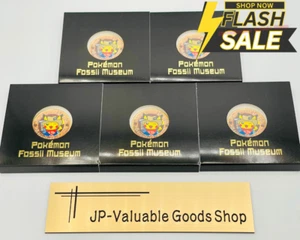 SHOP NOW
FLASH
SALE
Pokémon
Fossil Museum
Pokémon
Fossil Museum
Pokémon
Fossil Museum
Pokémon
Fossil Museum
Pokémon
Fossil Museum
JP-Valuable Goods Shop